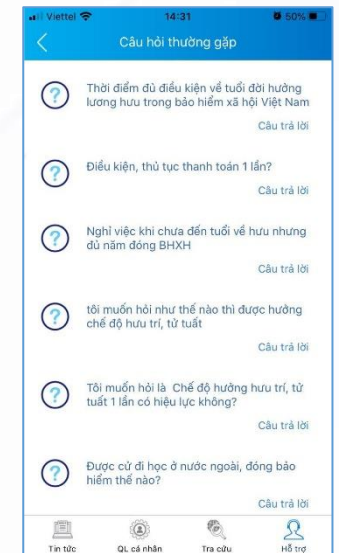 Viettel 14:31 50%
Câu hỏi thường gặp
Thời điểm đủ điều kiện về tuổi đời hưởng
lương hưu trong bảo hiểm xã hội Việt Nam
Câu trả lời
Điều kiện, thủ tục thanh toán 1 lần?
Câu trả lời
Nghỉ việc khi chưa đến tuổi về hưu nhưng
đủ năm đóng BHXH
Câu trả lời
tôi muốn hỏi như thế nào thì được hưởng
chế độ hưu trí, tử tuất
Câu trả lời
Tôi muốn hỏi là Chế độ hưởng hưu trí, tử
tuất 1 lần có hiệu lực không?
Câu trả lời
Được cử đi học ở nước ngoài, đóng bảo
hiểm thế nào?
Câu trả lời
Tin tức QL cá nhân Tra cứu Hỗ trợ